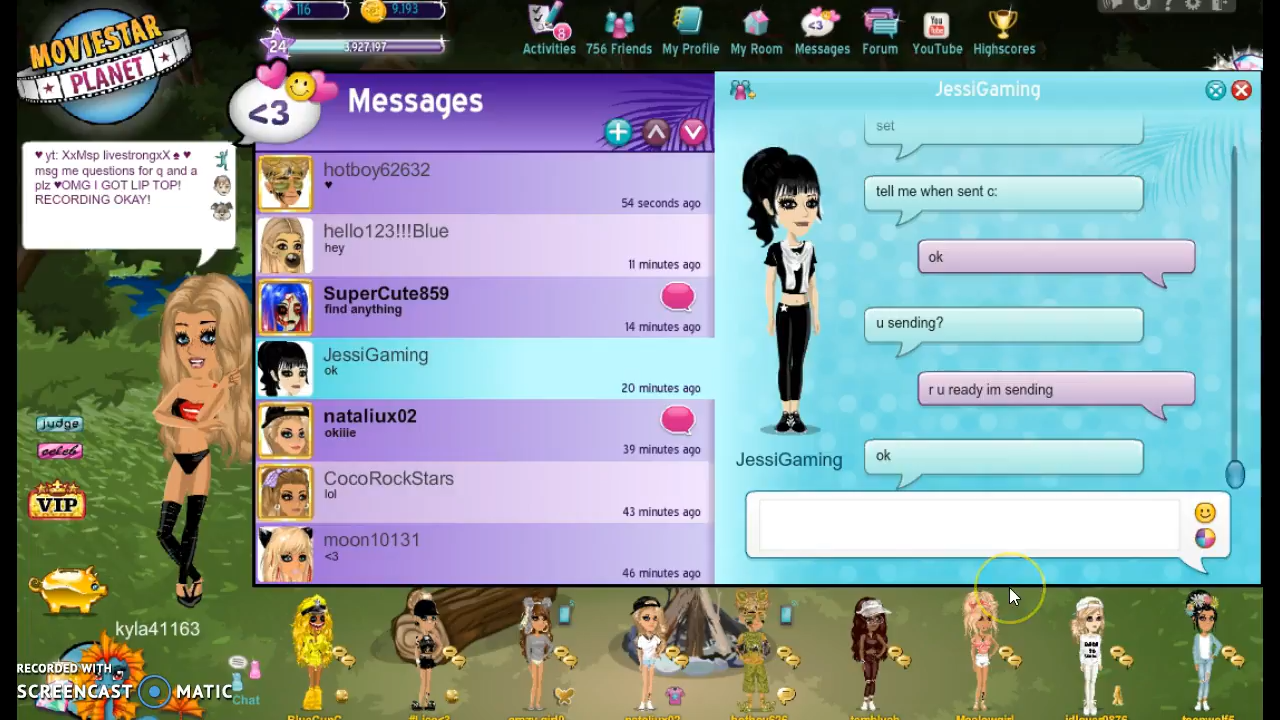 MOVIESTAR
PLANET
116
9.193
24
3,927,197
8
Activities
756 Friends
My Profile
My Room
<3
Messages
Forum
You
Tube
YouTube
Highscores
♥ yt: XxMsp livestrongxX ♠ ♥
msg me questions for q and a
plz ♥OMG I GOT LIP TOP!
RECORDING OKAY!
judge
celeb
VIP
kyla41163
RECORDED WITH
SCREENCAST MATIC
Chat
<3
Messages
hotboy62632
♥
54 seconds ago
hello123!!!Blue
hey
11 minutes ago
SuperCute859
find anything
14 minutes ago
JessiGaming
ok
20 minutes ago
nataliux02
okiiie
39 minutes ago
CocoRockStars
lol
43 minutes ago
moon10131
<3
46 minutes ago
JessiGaming
set
tell me when sent c:
ok
u sending?
r u ready im sending
ok
JessiGaming
nataliux02